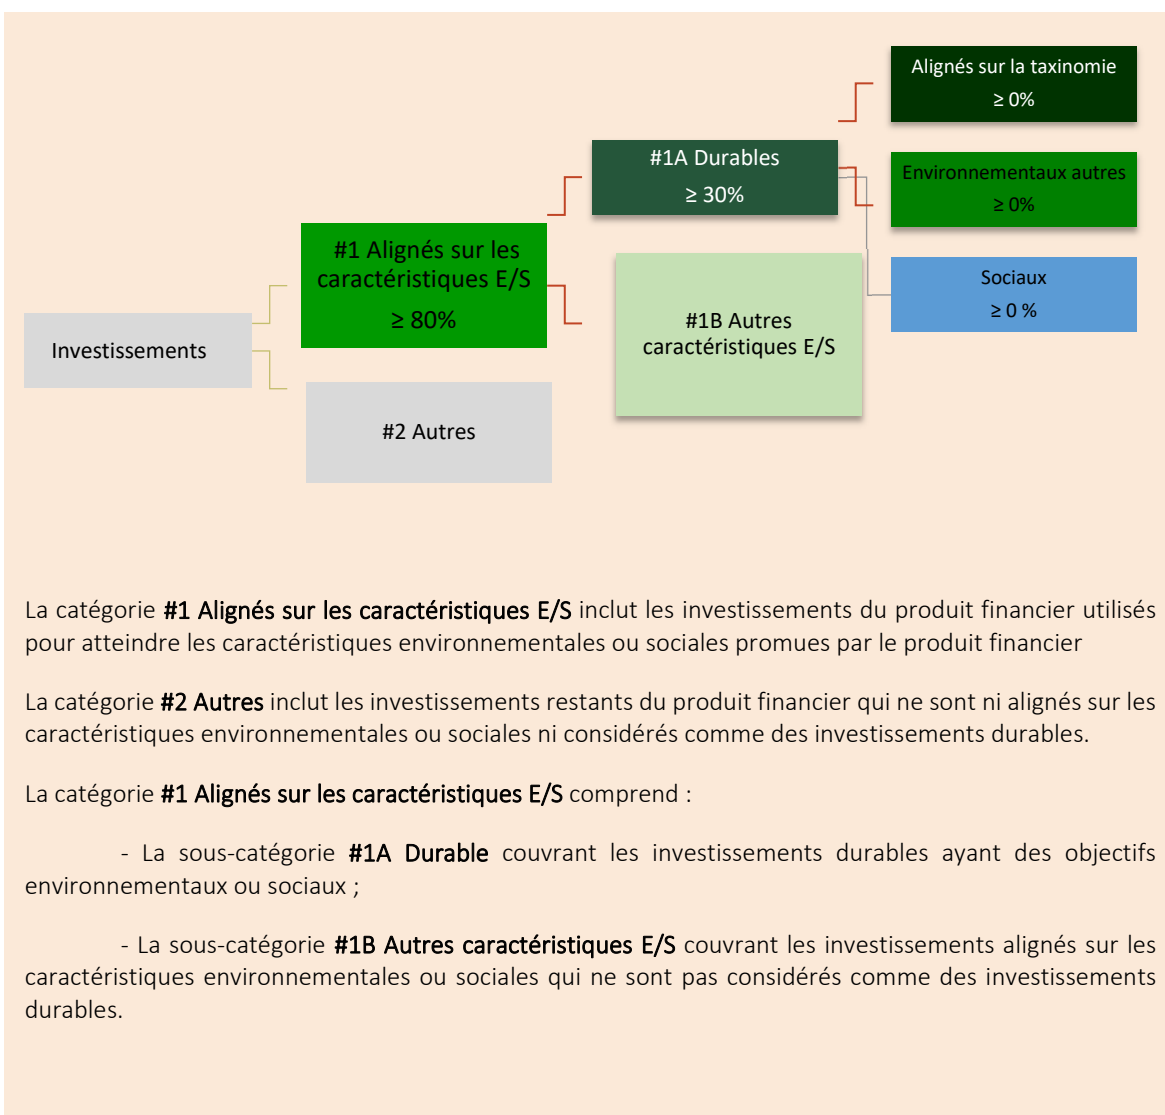 Alignés sur la taxinomie
≥ 0%
#1A Durables
≥ 30%
Environnementaux autres
≥ 0%
#1 Alignés sur les
caractéristiques E/S
≥ 80%
Sociaux
≥ 0 %
#1B Autres
caractéristiques E/S
Investissements
#2 Autres
La catégorie #1 Alignés sur les caractéristiques E/S inclut les investissements du produit financier utilisés
pour atteindre les caractéristiques environnementales ou sociales promues par le produit financier
La catégorie #2 Autres inclut les investissements restants du produit financier qui ne sont ni alignés sur les
caractéristiques environnementales ou sociales ni considérés comme des investissements durables.
La catégorie #1 Alignés sur les caractéristiques E/S comprend :
- La sous-catégorie #1A Durable couvrant les investissements durables ayant des objectifs
environnementaux ou sociaux ;
- La sous-catégorie #1B Autres caractéristiques E/S couvrant les investissements alignés sur les
caractéristiques environnementales ou sociales qui ne sont pas considérés comme des investissements
durables.